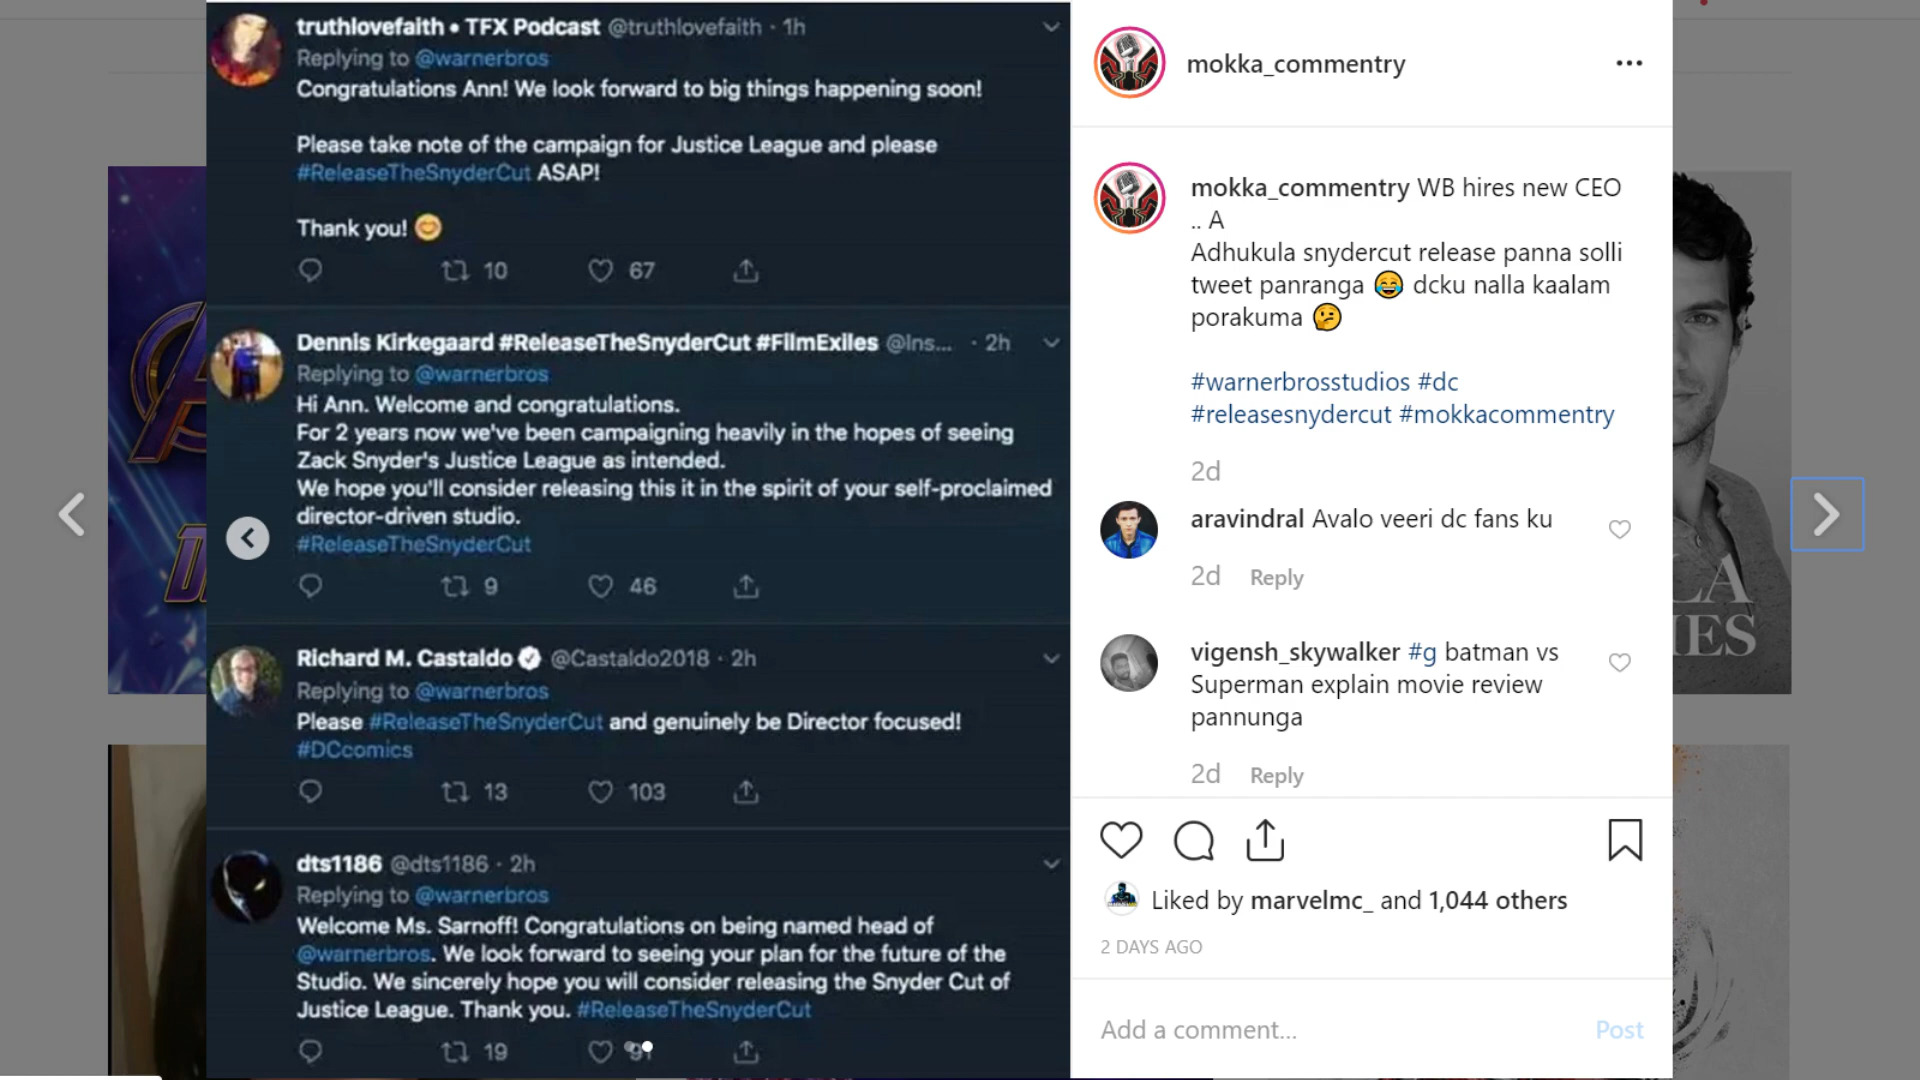 truthlovefaith • TFX Podcast @truthlovefaith · 1h
Replying to @warnerbros
Congratulations Ann! We look forward to big things happening soon!
Please take note of the campaign for Justice League and please
#ReleaseTheSnyderCut ASAP!
Thank you! 😊
10 67
Dennis Kirkegaard #ReleaseTheSnyderCut #FilmExiles @Ins... · 2h
Replying to @warnerbros
Hi Ann. Welcome and congratulations.
For 2 years now we've been campaigning heavily in the hopes of seeing
Zack Snyder's Justice League as intended.
We hope you'll consider releasing this it in the spirit of your self-proclaimed
director-driven studio.
#ReleaseTheSnyderCut
9 46
Richard M. Castaldo @Castaldo2018 · 2h
Replying to @warnerbros
Please #ReleaseTheSnyderCut and genuinely be Director focused!
#DCcomics
13 103
dts1186 @dts1186 · 2h
Replying to @warnerbros
Welcome Ms. Sarnoff! Congratulations on being named head of
@warnerbros. We look forward to seeing your plan for the future of the
Studio. We sincerely hope you will consider releasing the Snyder Cut of
Justice League. Thank you. #ReleaseTheSnyderCut
19 91
mokka_commentry
mokka_commentry WB hires new CEO
.. A
Adhukula snydercut release panna solli
tweet panranga 😂 dcku nalla kaalam
porakuma 🤔
#warnerbrosstudios #dc
#releasesnydercut #mokkacommentry
2d
aravindral Avalo veeri dc fans ku
2d Reply
vigensh_skywalker #g batman vs
Superman explain movie review
pannunga
2d Reply
Liked by marvelmc_ and 1,044 others
2 DAYS AGO
Add a comment... Post